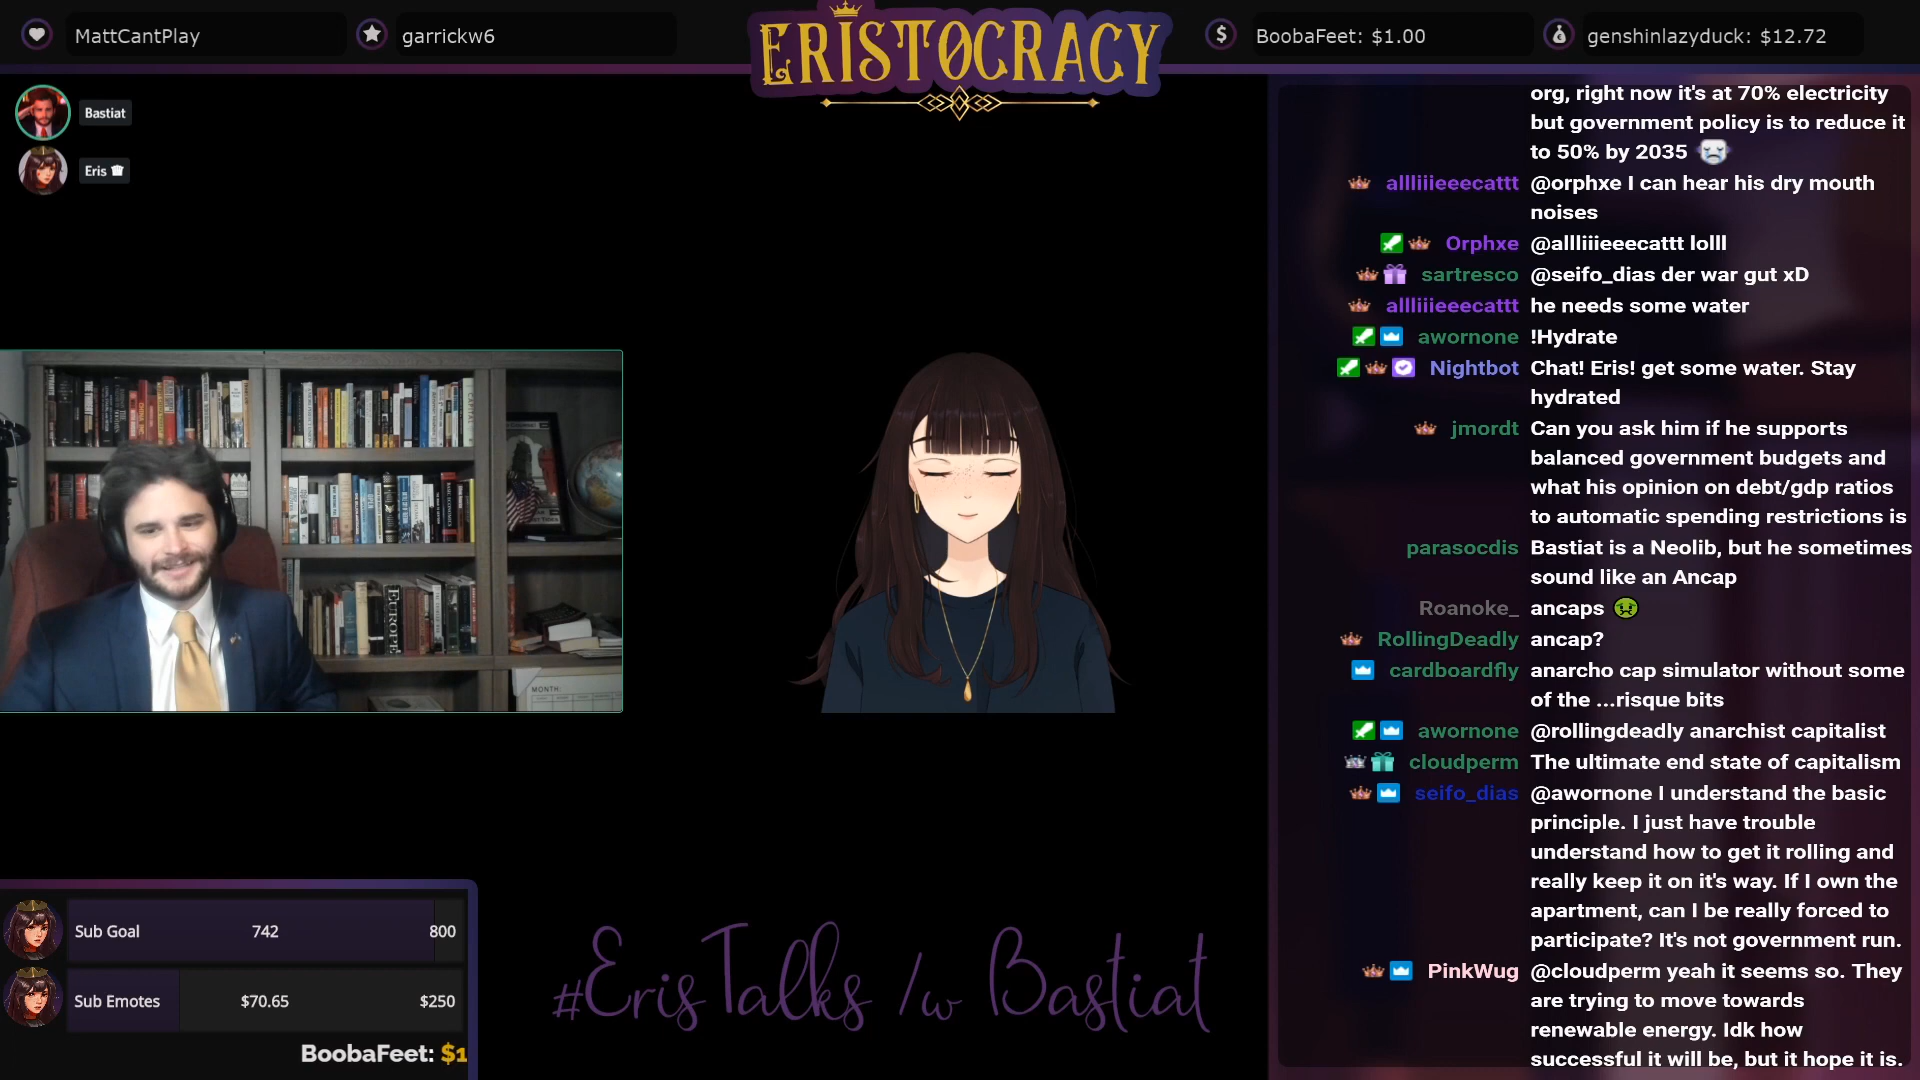 MattCantPlay
garrickw6
ERISTOCRACY
BoobaFeet: $1.00
genshinlazyduck: $12.72
Bastiat
Eris
EUROPE
MONTH:
org, right now it's at 70% electricity
but government policy is to reduce it
to 50% by 2035
allliiieeecattt @orphxe I can hear his dry mouth
noises
Orphxe @allliiieeecattt lolll
sartresco @seifo_dias der war gut xD
allliiieeecattt he needs some water
awornone !Hydrate
Nightbot Chat! Eris! get some water. Stay
hydrated
jmordt Can you ask him if he supports
balanced government budgets and
what his opinion on debt/gdp ratios
to automatic spending restrictions is
parasocdis Bastiat is a Neolib, but he sometimes
sound like an Ancap
Roanoke_ ancaps
RollingDeadly ancap?
cardboardfly anarcho cap simulator without some
of the ...risque bits
awornone @rollingdeadly anarchist capitalist
cloudperm The ultimate end state of capitalism
seifo_dias @awornone I understand the basic
principle. I just have trouble
understand how to get it rolling and
really keep it on it's way. If I own the
apartment, can I be really forced to
participate? It's not government run.
PinkWug @cloudperm yeah it seems so. They
are trying to move towards
renewable energy. Idk how
successful it will be, but it hope it is.
Sub Goal 742 800
Sub Emotes $70.65 $250
BoobaFeet: $1
#ErisTalks /w Bastiat